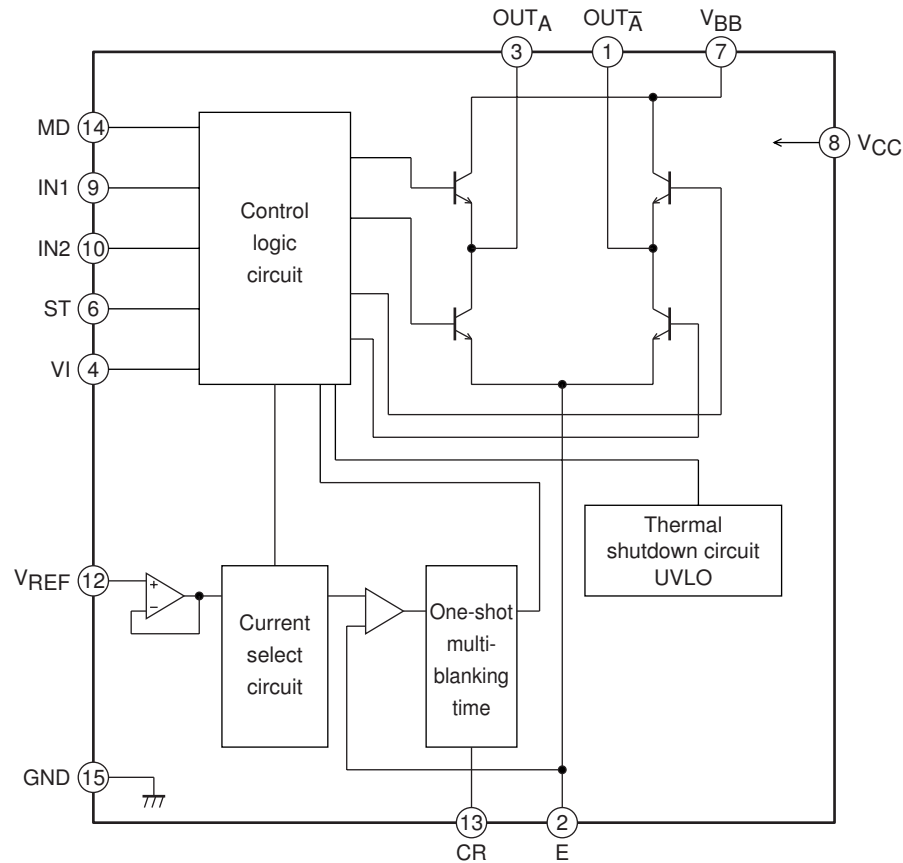 OUTA OUTA̅ VBB
3 1 7
MD 14
8 VCC
IN1 9
IN2 10
ST 6
VI 4
Control
logic
circuit
Thermal
shutdown circuit
UVLO
VREF 12
+
−
Current
select
circuit
One-shot
multi-
blanking
time
GND 15
13 2
CR E